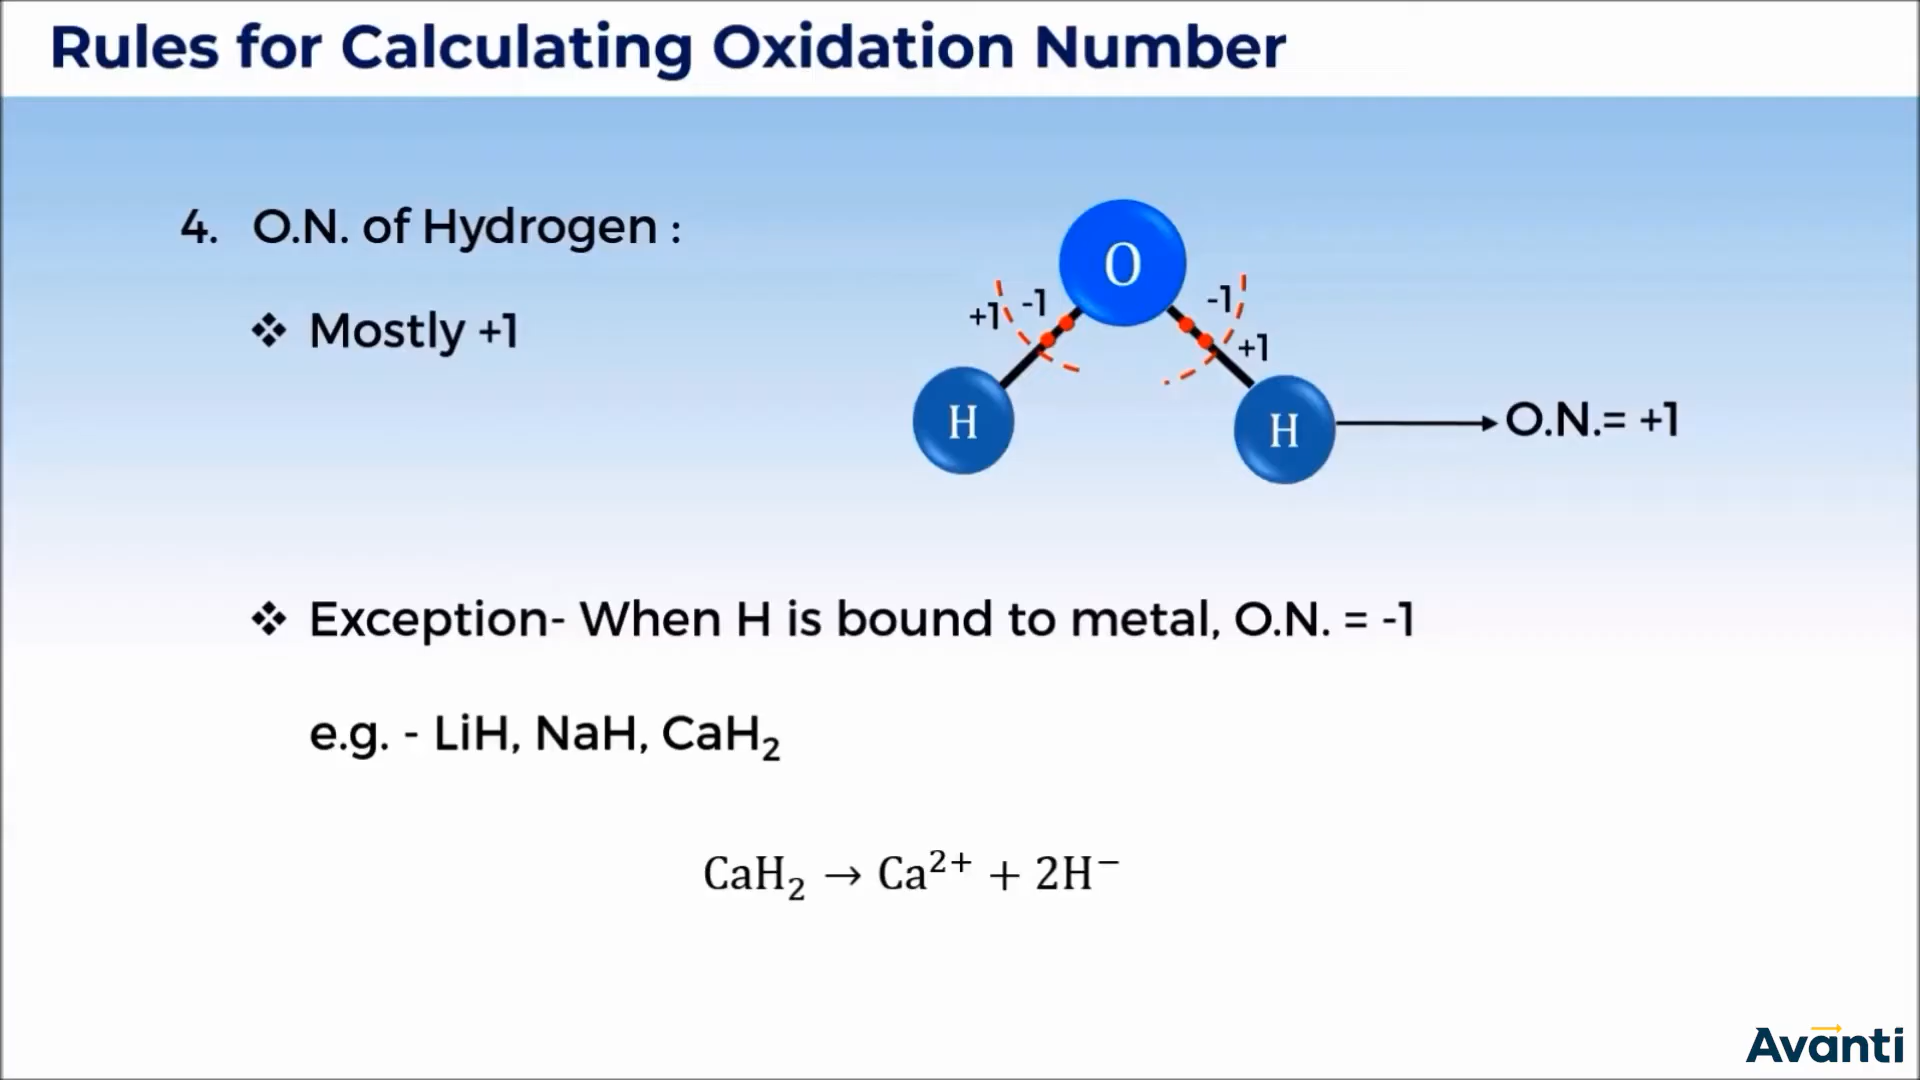 Rules for Calculating Oxidation Number
4. O.N. of Hydrogen :
❖ Mostly +1
O
+1 -1
-1 +1
H
H
O.N.= +1
❖ Exception- When H is bound to metal, O.N. = -1
e.g. - LiH, NaH, CaH₂
CaH₂ → Ca²⁺ + 2H⁻
Avanti